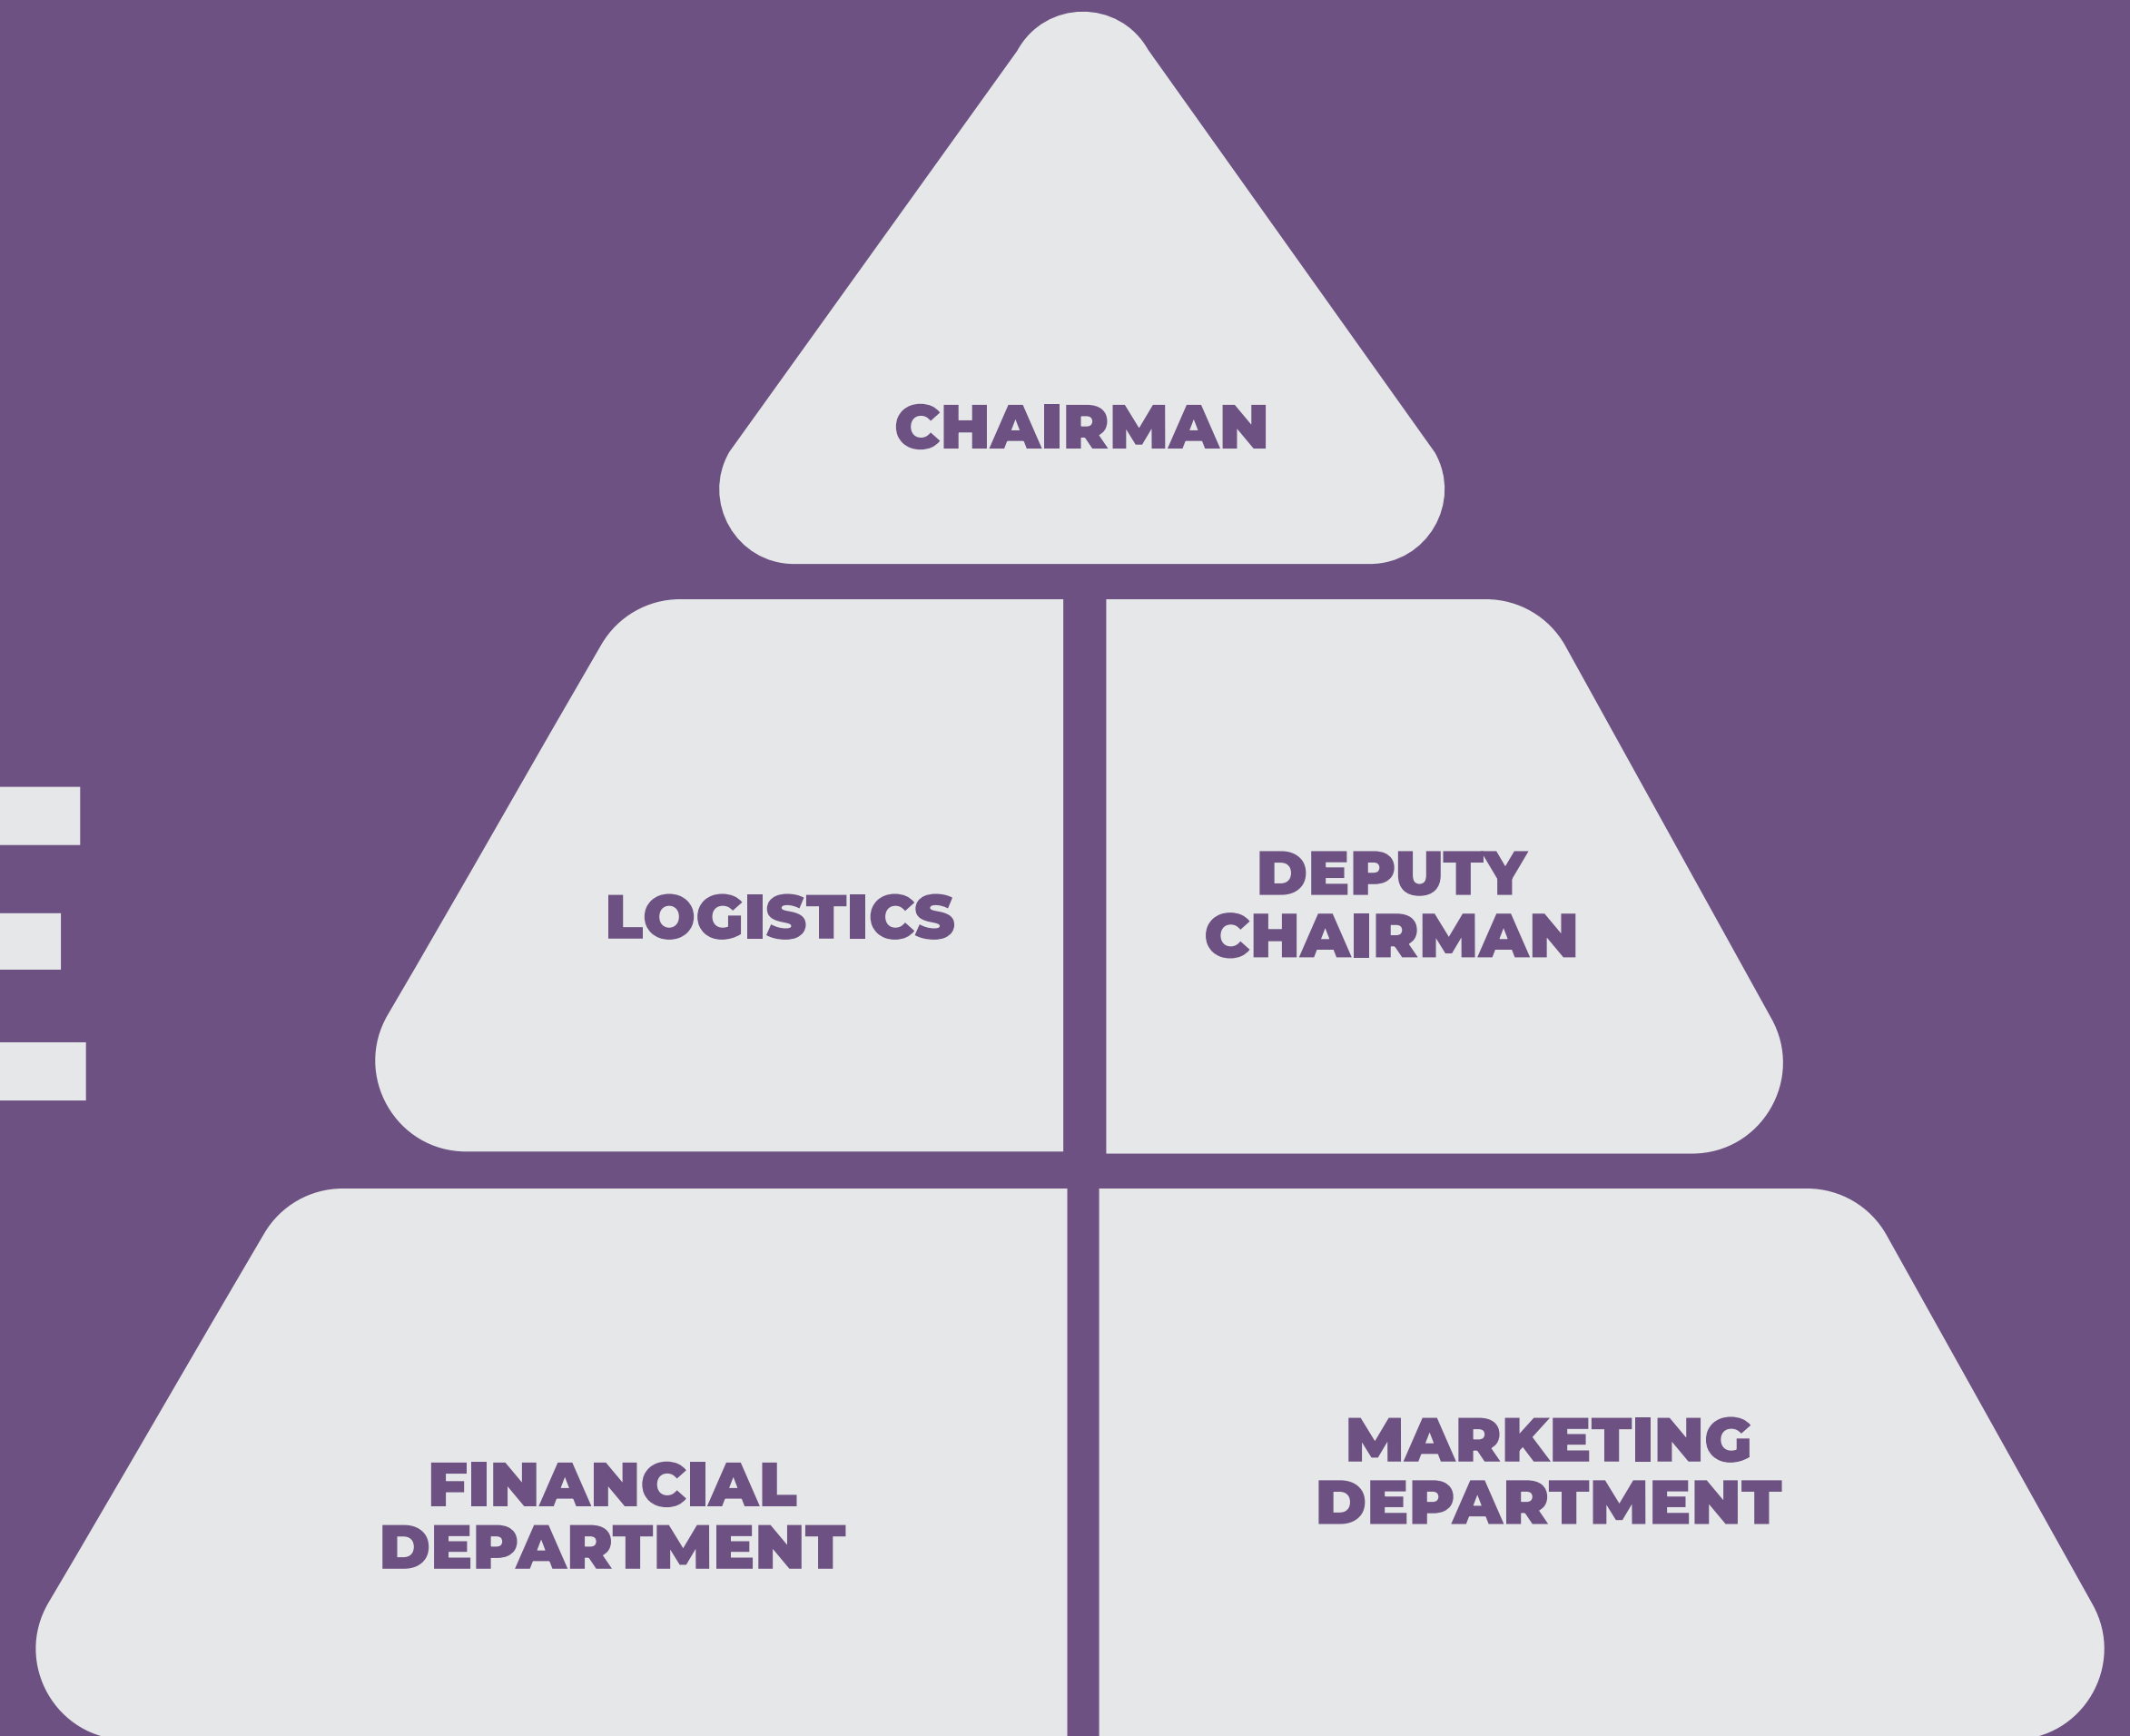 CHAIRMAN
LOGISTICS
DEPUTY
CHAIRMAN
FINANCIAL
DEPARTMENT
MARKETING
DEPARTMENT